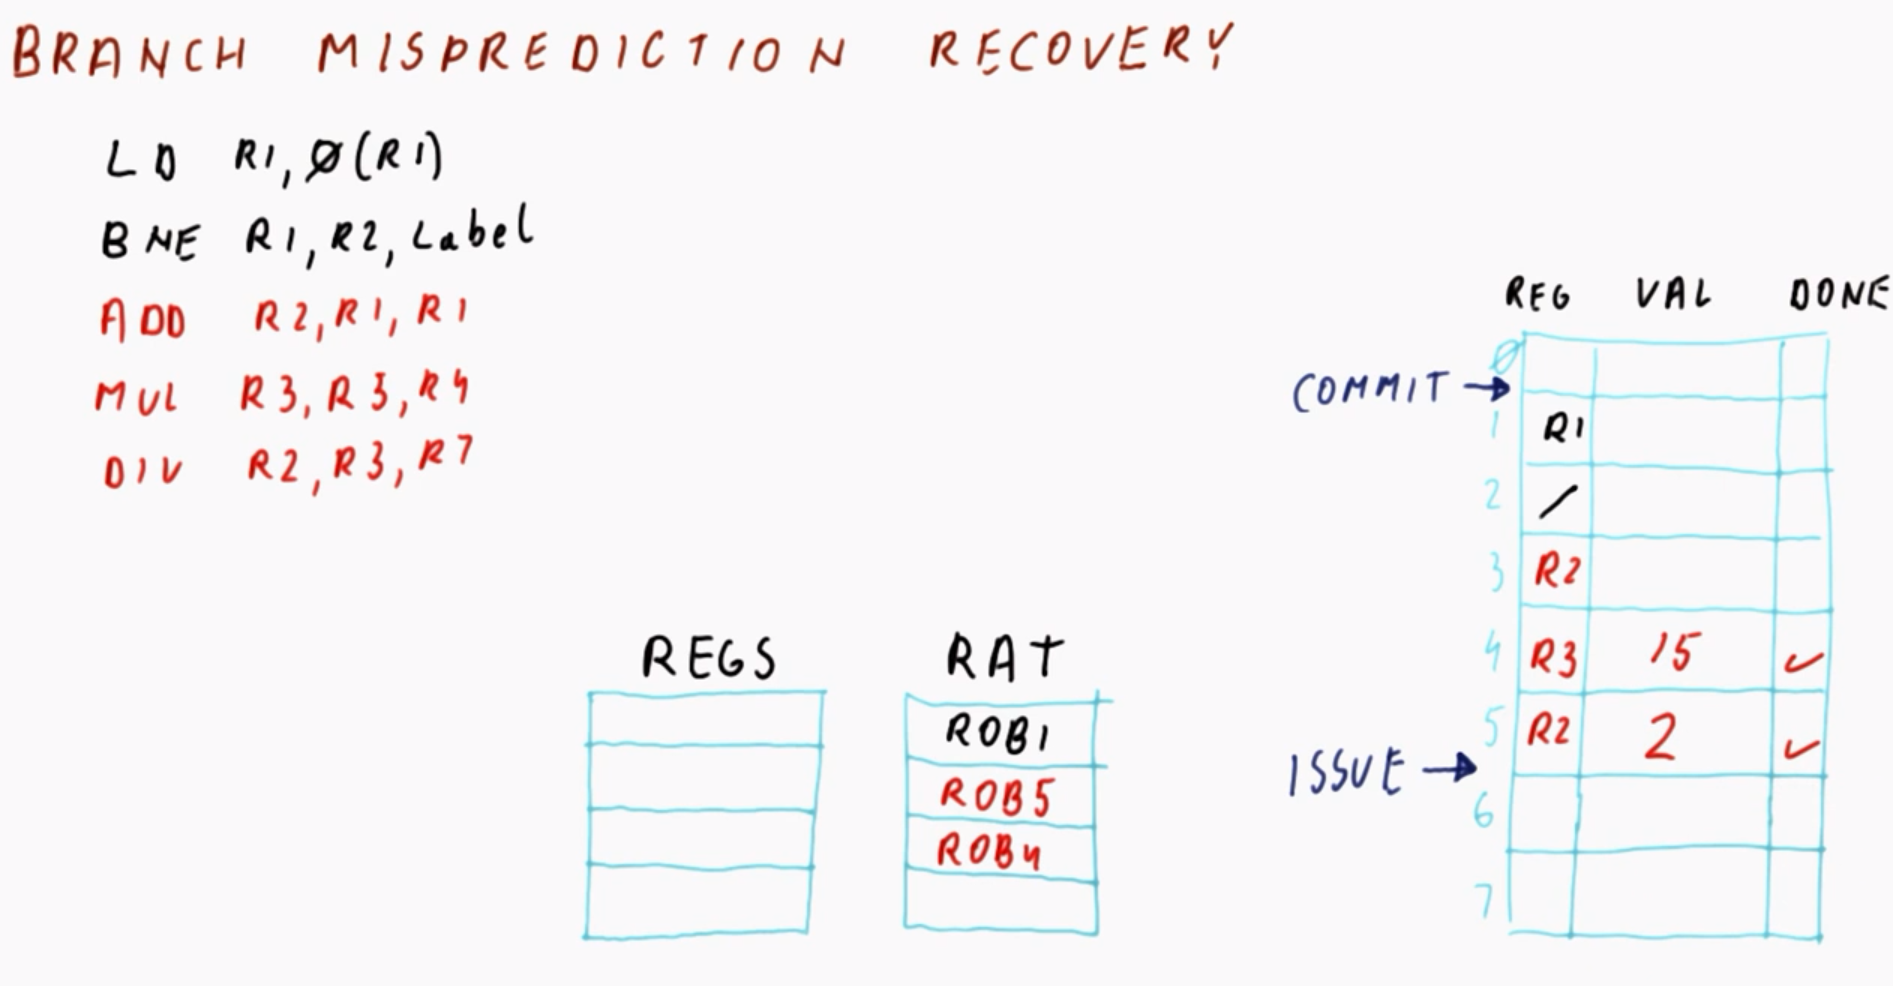 BRANCH MISPREDICTION RECOVERY
LD R1, Ø(R1)
BNE R1, R2, Label
ADD R2, R1, R1
MUL R3, R3, R4
DIV R2, R3, R7
REGS
RAT
ROB1
ROB5
ROB4
REG VAL DONE
Ø
COMMIT →
1 R1
2 /
3 R2
4 R3 15 ✓
5 R2 2 ✓
ISSUE →
6
7